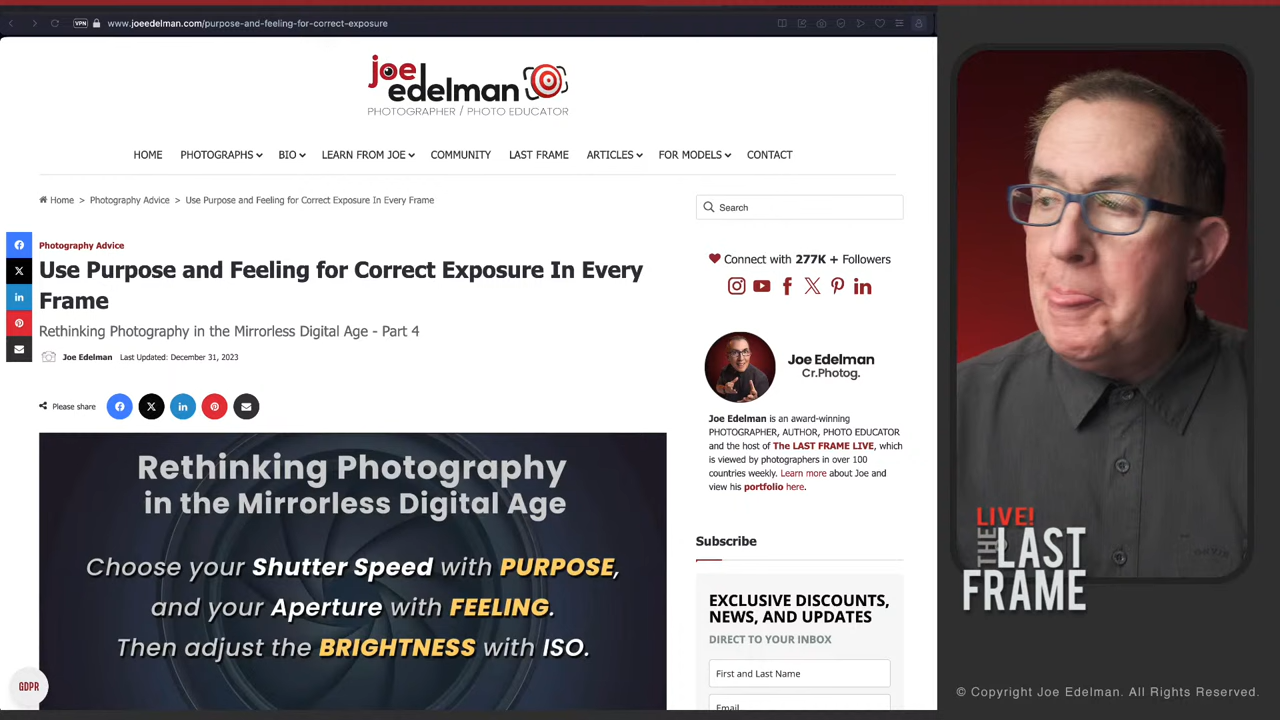 VPN www.joeedelman.com/purpose-and-feeling-for-correct-exposure
joe
edelman
PHOTOGRAPHER / PHOTO EDUCATOR
HOME PHOTOGRAPHS BIO LEARN FROM JOE COMMUNITY LAST FRAME ARTICLES FOR MODELS CONTACT
Home > Photography Advice > Use Purpose and Feeling for Correct Exposure In Every Frame
Photography Advice
Use Purpose and Feeling for Correct Exposure In Every
Frame
Rethinking Photography in the Mirrorless Digital Age - Part 4
Joe Edelman Last Updated: December 31, 2023
Please share
Rethinking Photography
in the Mirrorless Digital Age
Choose your Shutter Speed with PURPOSE,
and your Aperture with FEELING.
Then adjust the BRIGHTNESS with ISO.
GDPR
Search
Connect with 277K + Followers
Joe Edelman
Cr.Photog.
Joe Edelman is an award-winning
PHOTOGRAPHER, AUTHOR, PHOTO EDUCATOR
and the host of The LAST FRAME LIVE, which
is viewed by photographers in over 100
countries weekly. Learn more about Joe and
view his portfolio here.
Subscribe
EXCLUSIVE DISCOUNTS,
NEWS, AND UPDATES
DIRECT TO YOUR INBOX
First and Last Name
Email
LIVE!
THE LAST
FRAME
© Copyright Joe Edelman. All Rights Reserved.